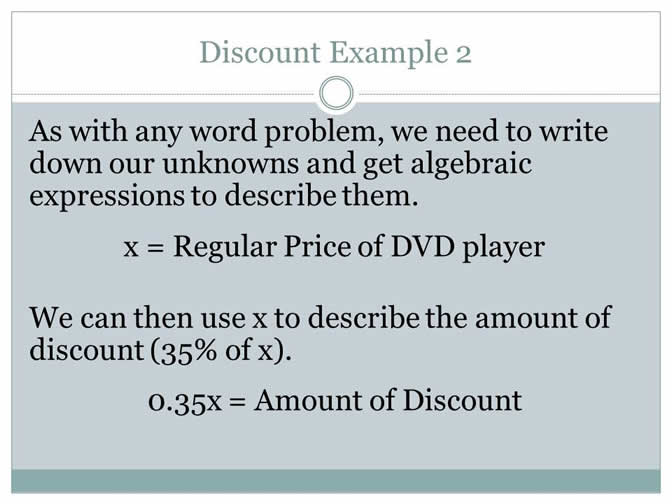 Discount Example 2
As with any word problem, we need to write
down our unknowns and get algebraic
expressions to describe them.
x = Regular Price of DVD player
We can then use x to describe the amount of
discount (35% of x).
0.35x = Amount of Discount